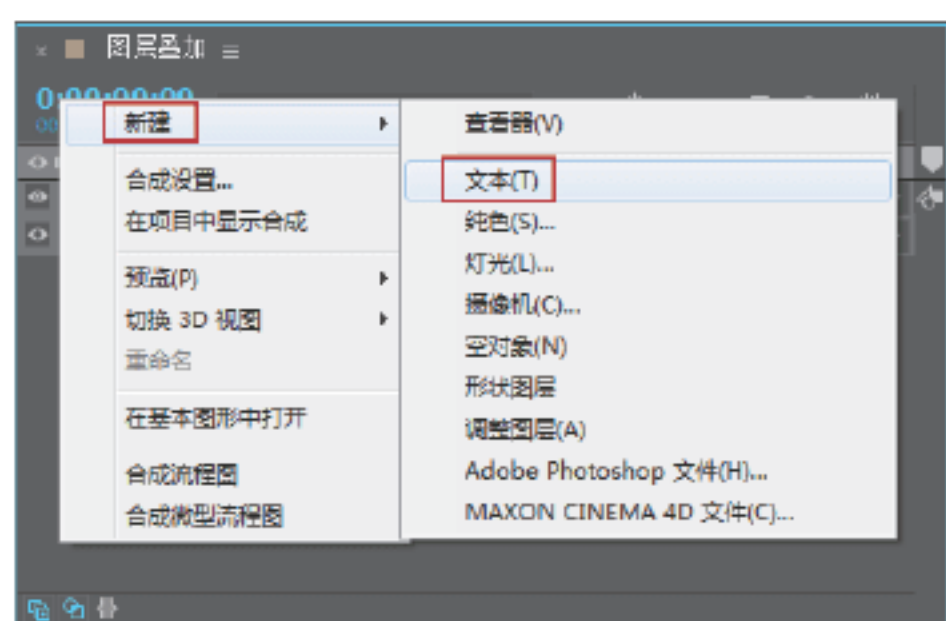 图层叠加
0:00:00:00
新建
合成设置...
在项目中显示合成
预览(P)
切换 3D 视图
重命名
在基本图形中打开
合成流程图
合成微型流程图
查看器(V)
文本(T)
纯色(S)...
灯光(L)...
摄像机(C)...
空对象(N)
形状图层
调整图层(A)
Adobe Photoshop 文件(H)...
MAXON CINEMA 4D 文件(C)...